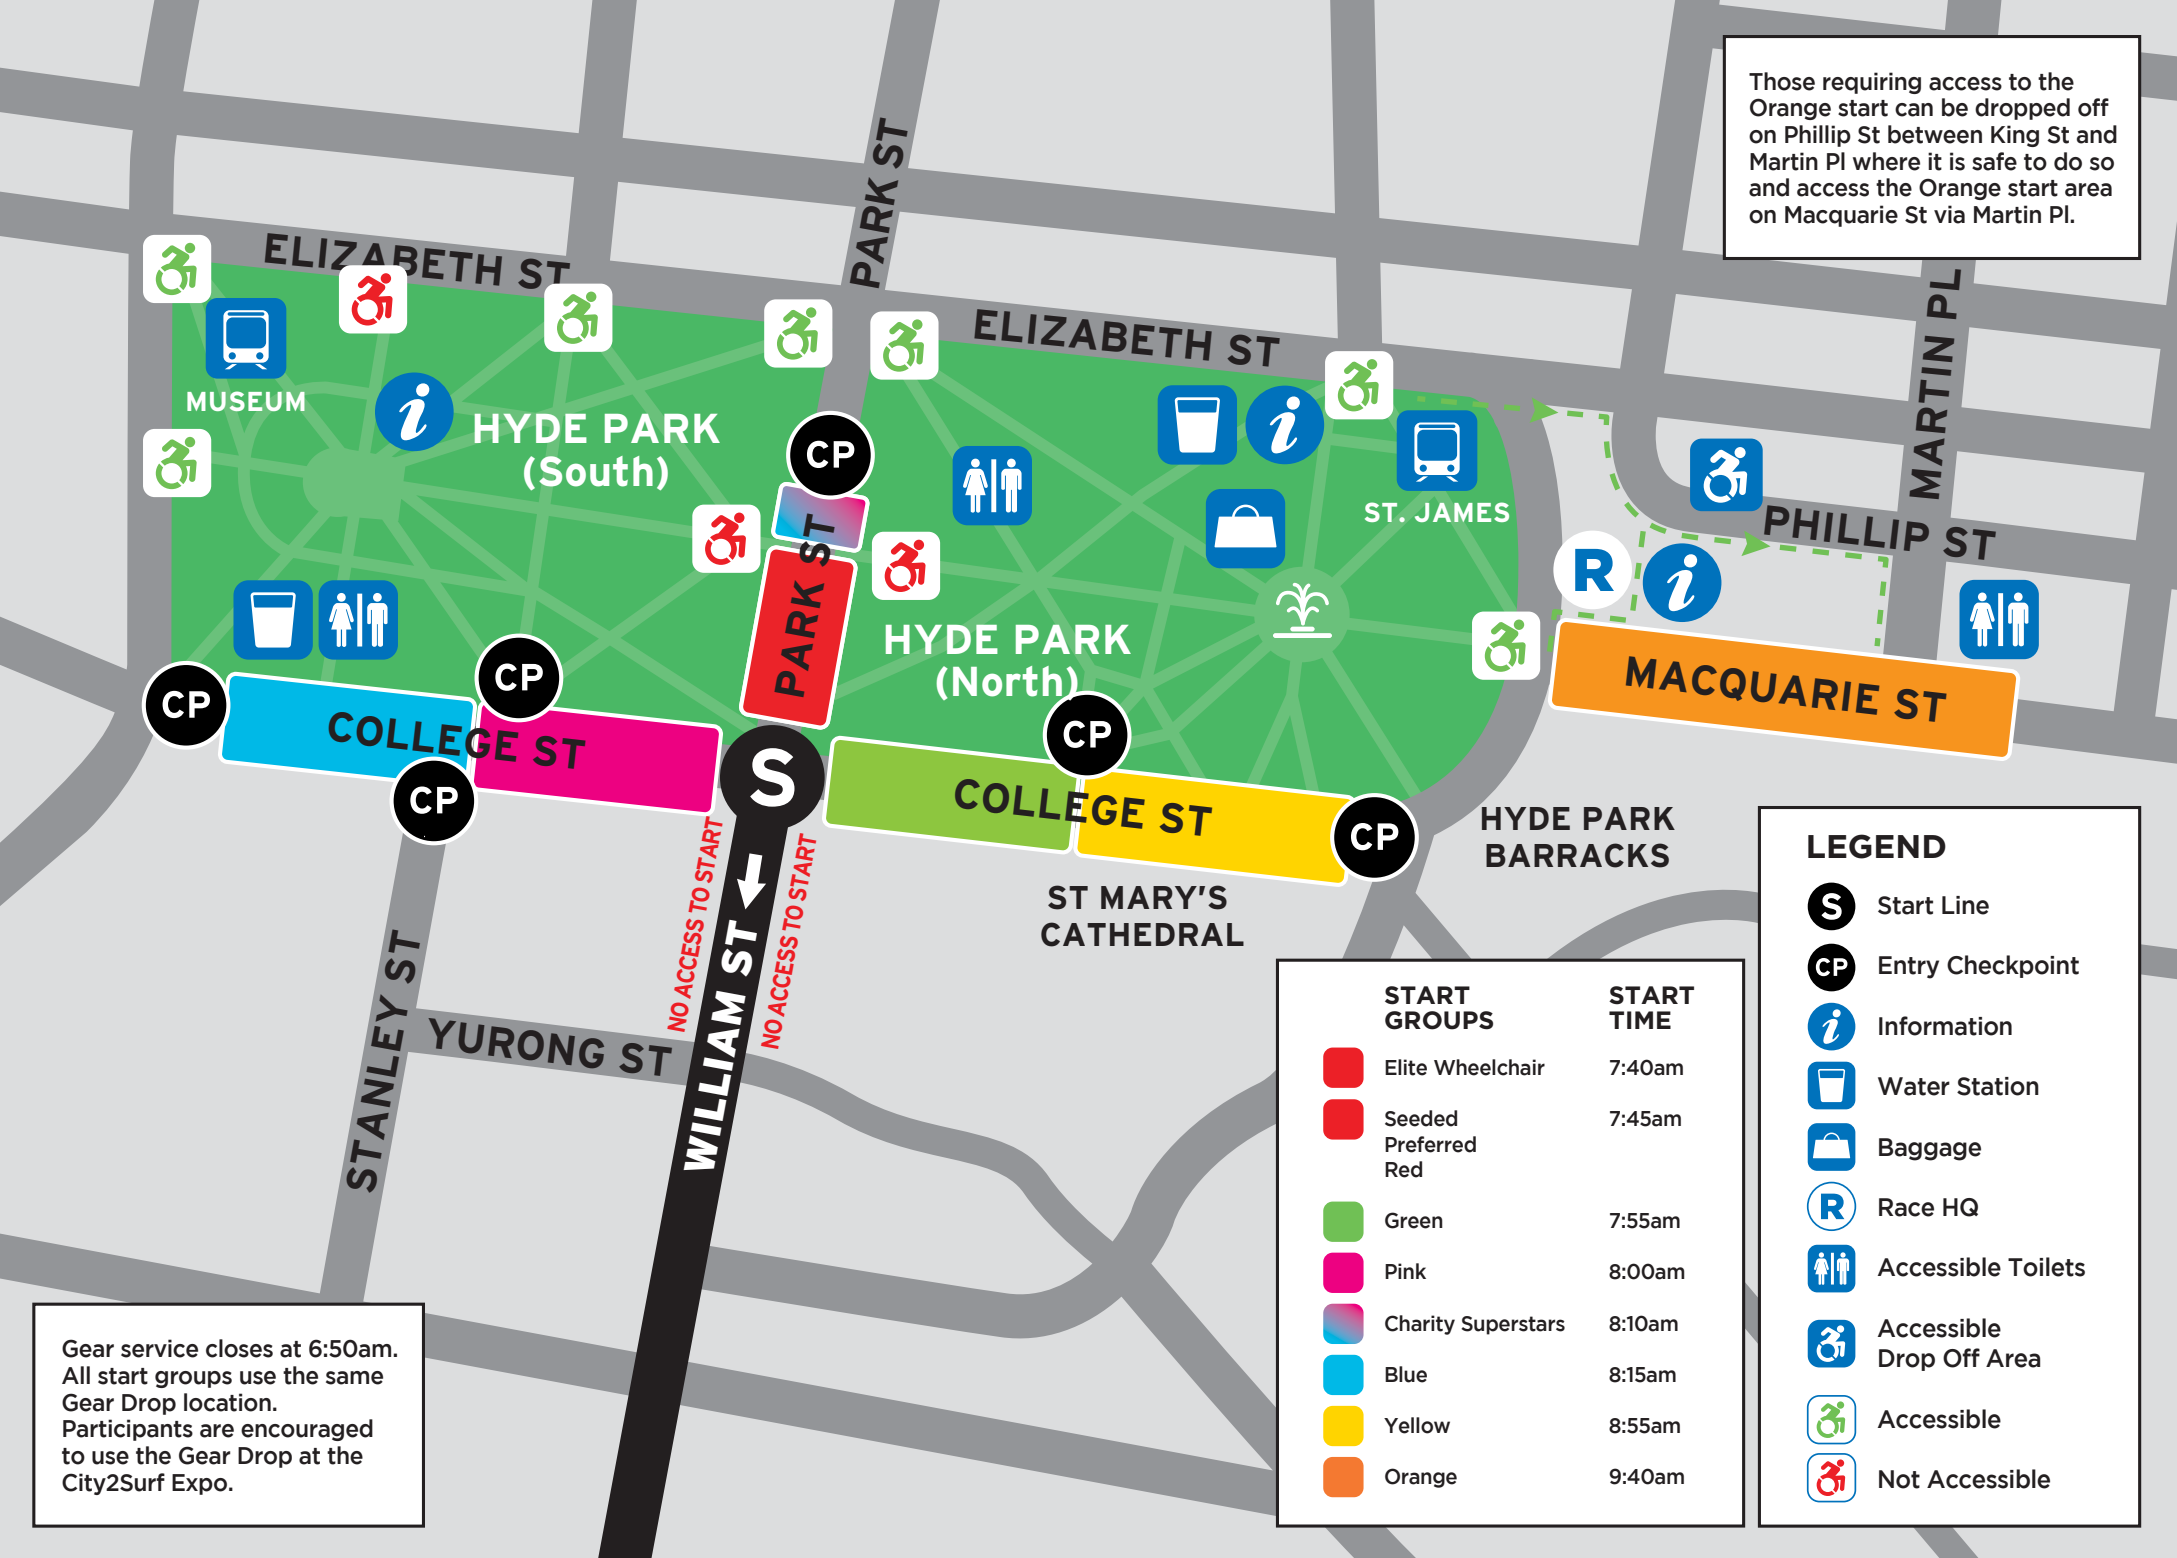 Those requiring access to the
Orange start can be dropped off
on Phillip St between King St and
Martin Pl where it is safe to do so
and access the Orange start area
on Macquarie St via Martin Pl.
PARK ST
ELIZABETH ST
ELIZABETH ST
MARTIN PL
MUSEUM
HYDE PARK
(South)
CP
ST. JAMES
PHILLIP ST
R
i
i
i
PARK ST
HYDE PARK
(North)
MACQUARIE ST
CP
CP
COLLEGE ST
CP
S
CP
COLLEGE ST
CP
HYDE PARK
BARRACKS
ST MARY'S
CATHEDRAL
NO ACCESS TO START
NO ACCESS TO START
WILLIAM ST
STANLEY ST
YURONG ST
START
GROUPS
START
TIME
Elite Wheelchair 7:40am
Seeded 7:45am
Preferred
Red
Green 7:55am
Pink 8:00am
Charity Superstars 8:10am
Blue 8:15am
Yellow 8:55am
Orange 9:40am
LEGEND
S Start Line
CP Entry Checkpoint
i Information
Water Station
Baggage
R Race HQ
Accessible Toilets
Accessible
Drop Off Area
Accessible
Not Accessible
Gear service closes at 6:50am.
All start groups use the same
Gear Drop location.
Participants are encouraged
to use the Gear Drop at the
City2Surf Expo.